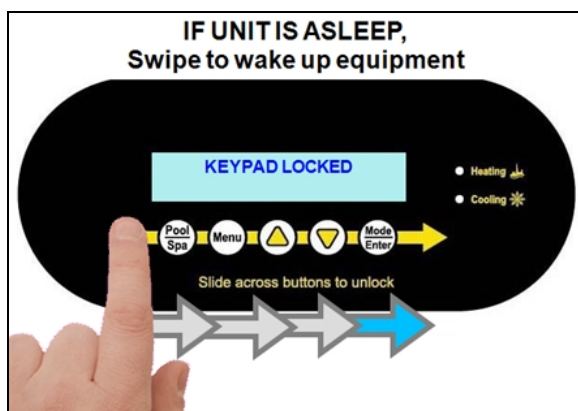 IF UNIT IS ASLEEP,
Swipe to wake up equipment
KEYPAD LOCKED
Heating
Cooling
Pool
Spa
Menu
Mode
Enter
Slide across buttons to unlock